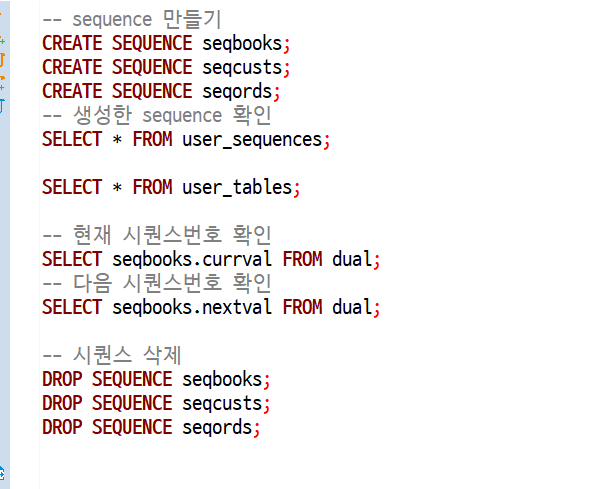 -- sequence 만들기
CREATE SEQUENCE seqbooks;
CREATE SEQUENCE seqcusts;
CREATE SEQUENCE seqords;
-- 생성한 sequence 확인
SELECT * FROM user_sequences;
SELECT * FROM user_tables;
-- 현재 시퀀스번호 확인
SELECT seqbooks.currval FROM dual;
-- 다음 시퀀스번호 확인
SELECT seqbooks.nextval FROM dual;
-- 시퀀스 삭제
DROP SEQUENCE seqbooks;
DROP SEQUENCE seqcusts;
DROP SEQUENCE seqords;